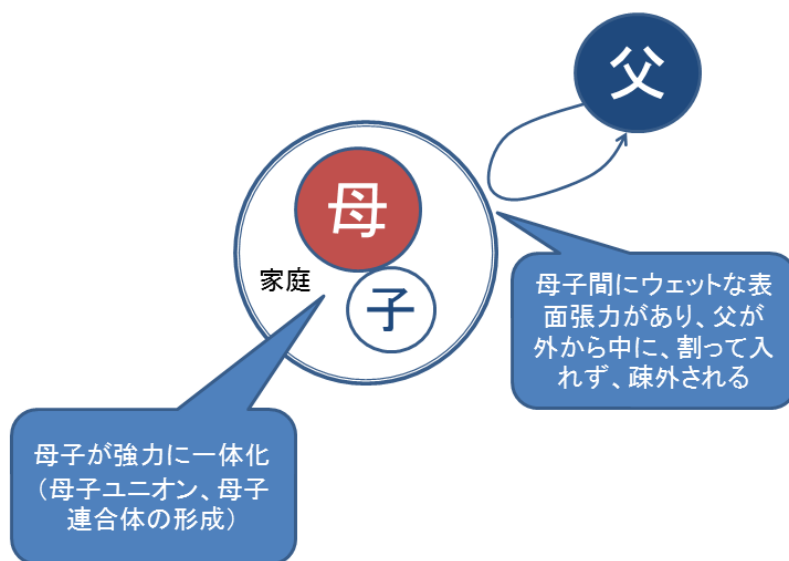 父
母
家庭
子
母子間にウェットな表
面張力があり、父が
外から中に、割って入
れず、疎外される
母子が強力に一体化
（母子ユニオン、母子
連合体の形成）